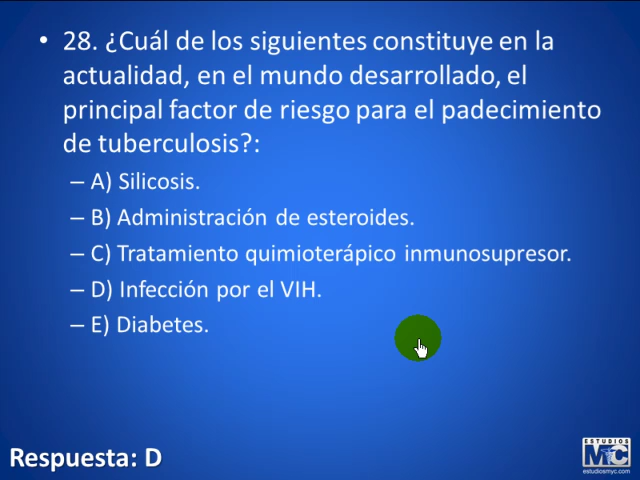 • 28. ¿Cuál de los siguientes constituye en la
actualidad, en el mundo desarrollado, el
principal factor de riesgo para el padecimiento
de tuberculosis?:
– A) Silicosis.
– B) Administración de esteroides.
– C) Tratamiento quimioterápico inmunosupresor.
– D) Infección por el VIH.
– E) Diabetes.
Respuesta: D
ESTUDIOS
MyC
estudiosmyc.com